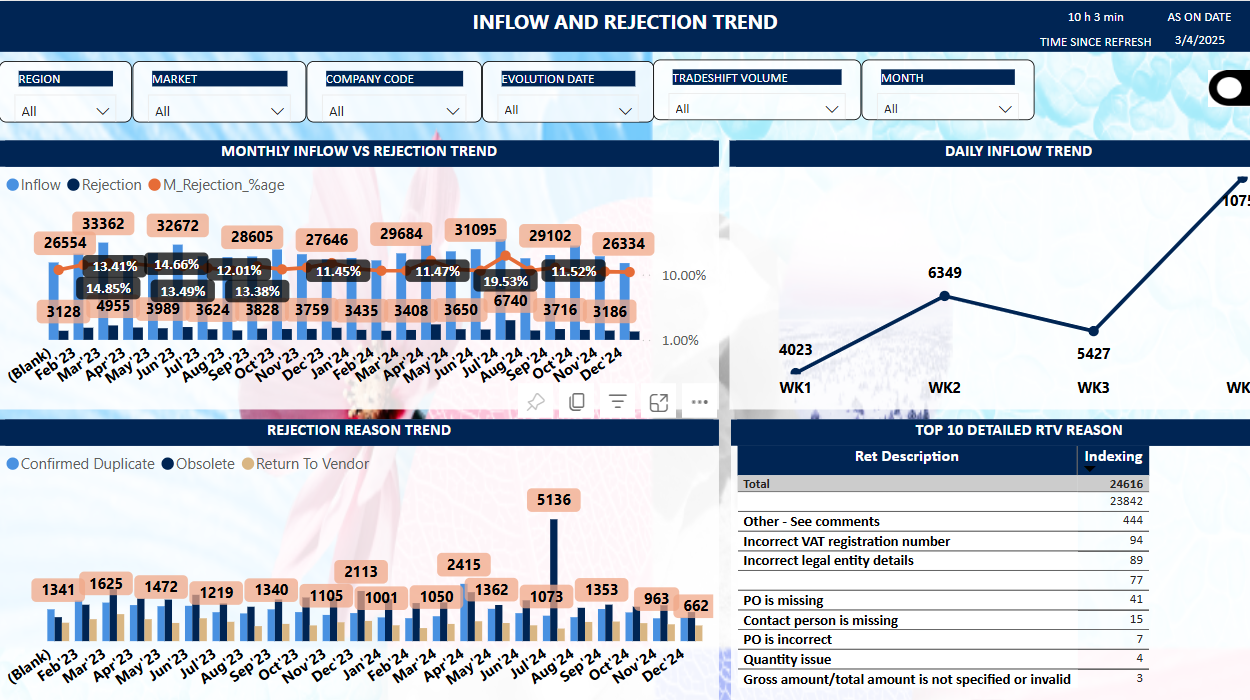 INFLOW AND REJECTION TREND
10 h 3 min
AS ON DATE
TIME SINCE REFRESH
3/4/2025
REGION
MARKET
COMPANY CODE
EVOLUTION DATE
TRADESHIFT VOLUME
MONTH
All
All
All
All
All
All
MONTHLY INFLOW VS REJECTION TREND
Inflow Rejection M_Rejection_%age
26554 33362 32672 28605 27646 29684 31095 29102 26334
13.41% 14.66% 12.01% 11.45% 11.47% 11.52%
14.85% 13.49% 13.38% 19.53%
3128 4955 3989 3624 3828 3759 3435 3408 3650 6740 3716 3186
10.00%
1.00%
(Blank) Feb'23 Mar'23 Apr'23 May'23 Jun'23 Jul'23 Aug'23 Sep'23 Oct'23 Nov'23 Dec'23 Jan'24 Feb'24 Mar'24 Apr'24 May'24 Jun'24 Jul'24 Aug'24 Sep'24 Oct'24 Nov'24 Dec'24
DAILY INFLOW TREND
4023
6349
5427
1075
WK1 WK2 WK3 WK
REJECTION REASON TREND
Confirmed Duplicate Obsolete Return To Vendor
1341 1625 1472 1219 1340 1105 2113 1001 1050 2415 1362 1073 5136 1353 963 662
(Blank) Feb'23 Mar'23 Apr'23 May'23 Jun'23 Jul'23 Aug'23 Sep'23 Oct'23 Nov'23 Dec'23 Jan'24 Feb'24 Mar'24 Apr'24 May'24 Jun'24 Jul'24 Aug'24 Sep'24 Oct'24 Nov'24 Dec'24
TOP 10 DETAILED RTV REASON
Ret Description Indexing
Total 24616
23842
Other - See comments 444
Incorrect VAT registration number 94
Incorrect legal entity details 89
77
PO is missing 41
Contact person is missing 15
PO is incorrect 7
Quantity issue 4
Gross amount/total amount is not specified or invalid 3